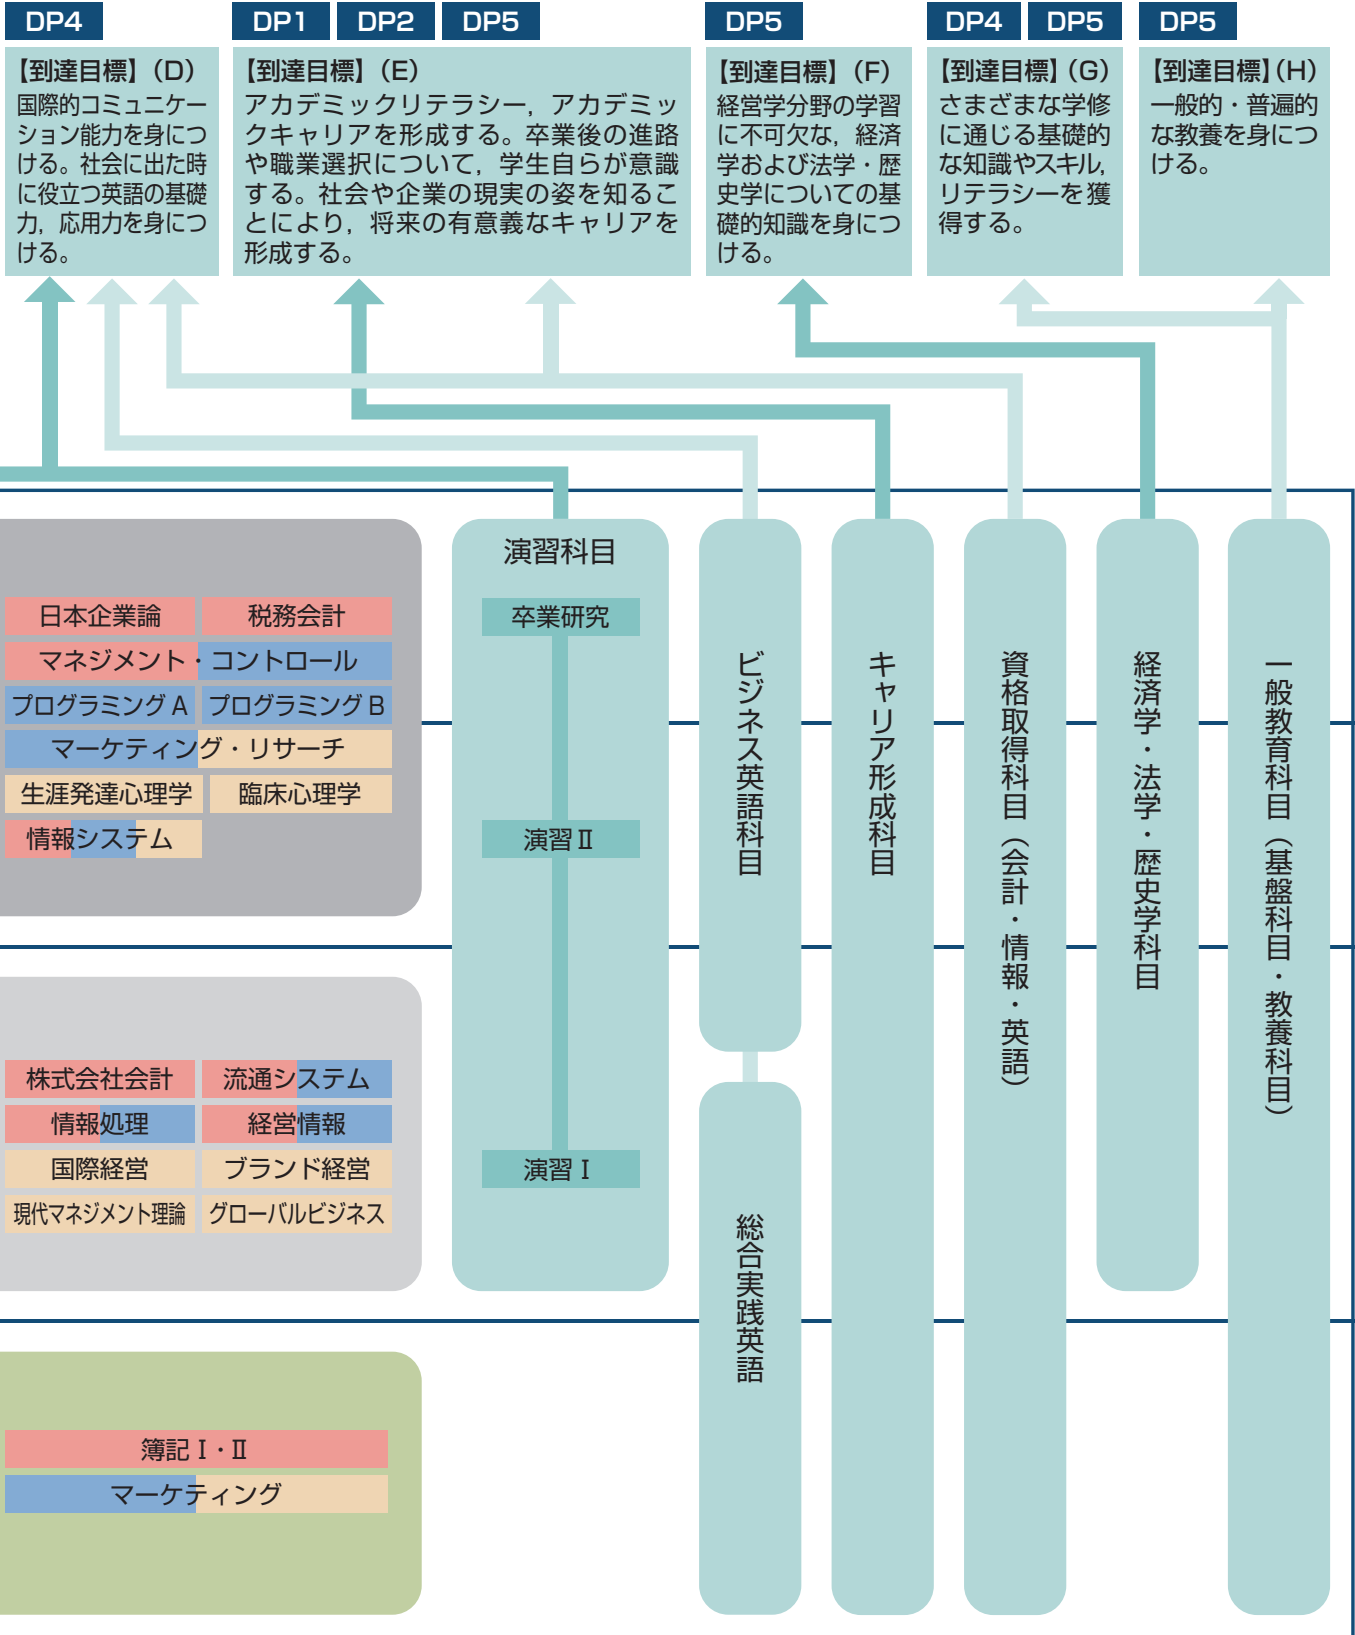 DP4
DP1 DP2 DP5
DP5
DP4 DP5
DP5
【到達目標】（D）
国際的コミュニケー
ション能力を身につ
ける。社会に出た時
に役立つ英語の基礎
力，応用力を身につ
ける。
【到達目標】（E）
アカデミックリテラシー，アカデミッ
クキャリアを形成する。卒業後の進路
や職業選択について，学生自らが意識
する。社会や企業の現実の姿を知るこ
とにより，将来の有意義なキャリアを
形成する。
【到達目標】（F）
経営学分野の学習
に不可欠な，経済
学および法学・歴
史学についての基
礎的知識を身につ
ける。
【到達目標】（G）
さまざまな学修
に通じる基礎的
な知識やスキル，
リテラシーを獲
得する。
【到達目標】（H）
一般的・普遍的
な教養を身につ
ける。
日本企業論
税務会計
マネジメント・コントロール
プログラミングA
プログラミングB
マーケティング・リサーチ
生涯発達心理学
臨床心理学
情報システム
株式会社会計
流通システム
情報処理
経営情報
国際経営
ブランド経営
現代マネジメント理論
グローバルビジネス
簿記Ⅰ・Ⅱ
マーケティング
演習科目
卒業研究
演習Ⅱ
演習Ⅰ
ビジネス英語科目
総合実践英語
キャリア形成科目
資格取得科目（会計・情報・英語）
経済学・法学・歴史学科目
一般教育科目（基盤科目・教養科目）